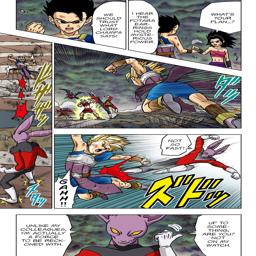 WHAT'S
YOUR
PLAN...?
I HEAR
THE
POTARA
EAR-
RINGS
HOLD
MYSTE-
RIOUS
POWER.
WE
SHOULD
TRUST
WHAT
LORD
CHAMPA
SAYS!
NOT
SO
FAST!
GAHH!!
UP TO
SOME-
THING,
ARE YOU?
NOT
ON MY
WATCH.
UNLIKE MY
COLLEAGUES,
I'M ACTUALLY
A FORCE
TO BE
RECK-
ONED WITH.